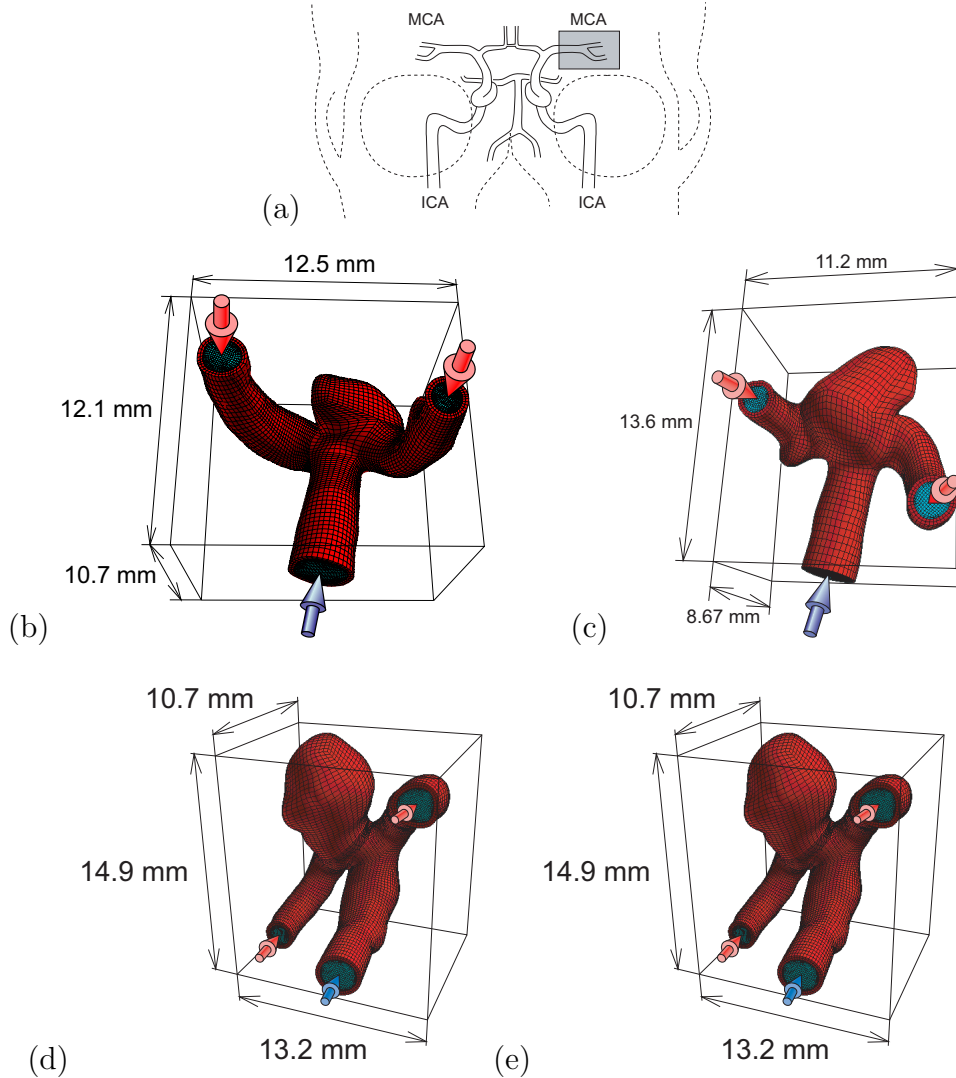 MCA MCA
ICA ICA
(a)
12.5 mm
12.1 mm
10.7 mm
(b)
11.2 mm
13.6 mm
8.67 mm
(c)
10.7 mm
14.9 mm
13.2 mm
(d)
10.7 mm
14.9 mm
13.2 mm
(e)